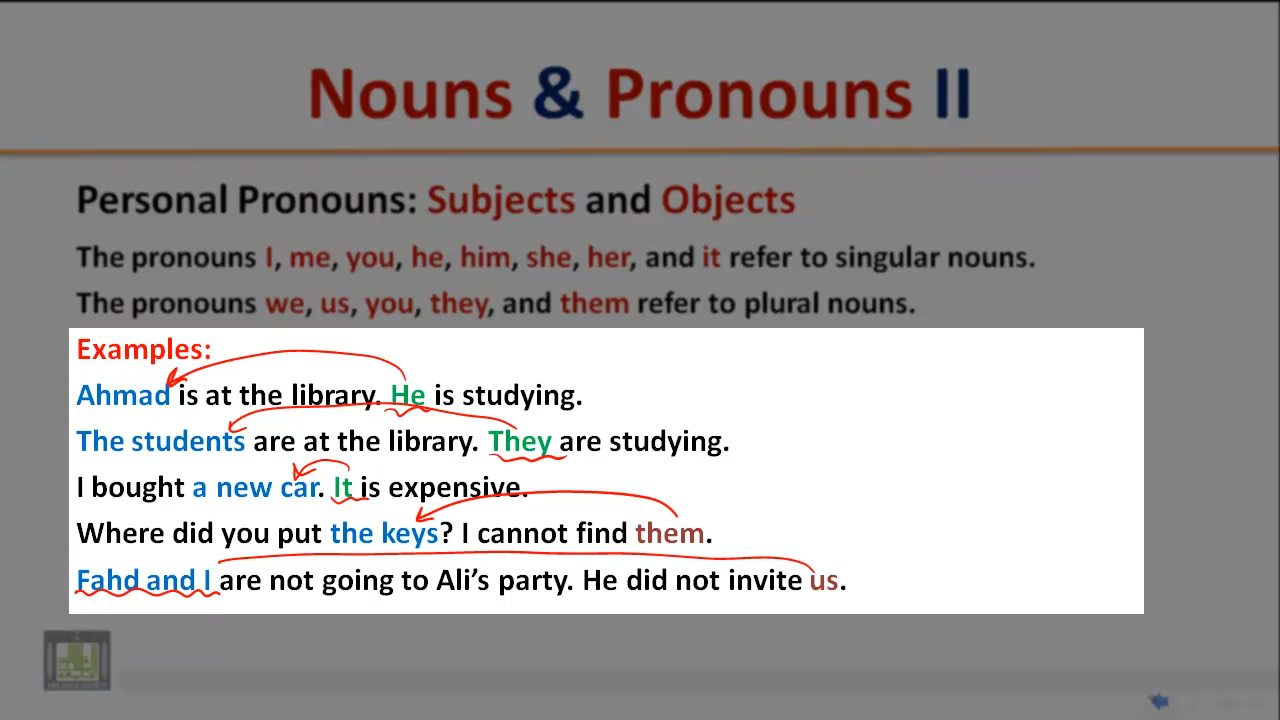 Nouns & Pronouns II
Personal Pronouns: Subjects and Objects
The pronouns I, me, you, he, him, she, her, and it refer to singular nouns.
The pronouns we, us, you, they, and them refer to plural nouns.
Examples:
Ahmad is at the library. He is studying.
The students are at the library. They are studying.
I bought a new car. It is expensive.
Where did you put the keys? I cannot find them.
Fahd and I are not going to Ali’s party. He did not invite us.